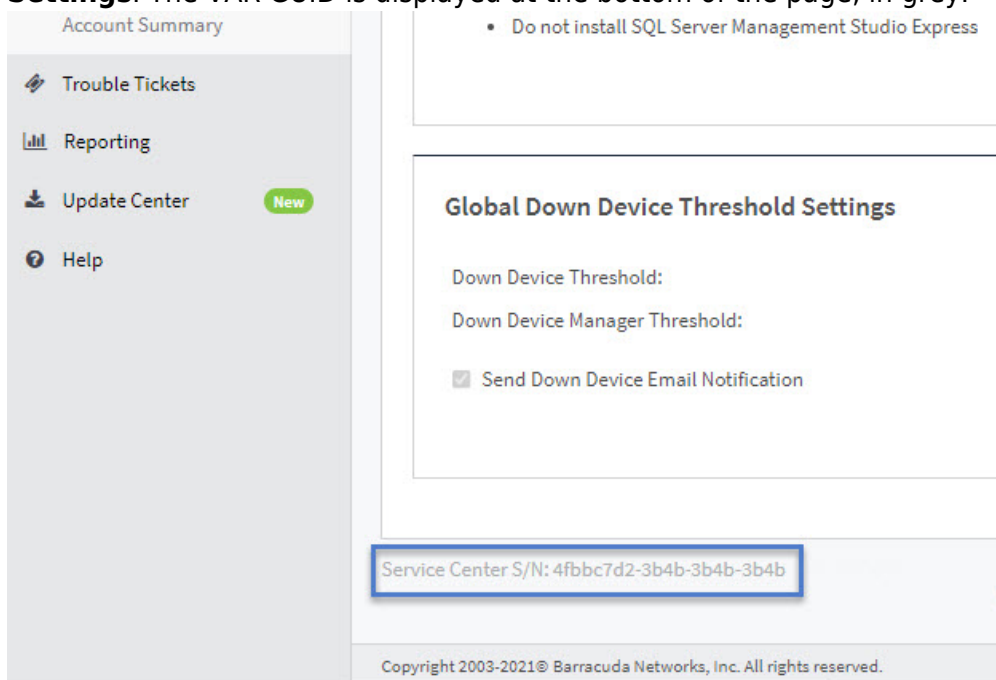 Settings. The VAR GUID is displayed at the bottom of the page, in grey.
Account Summary
Trouble Tickets
Reporting
Update Center New
Help
• Do not install SQL Server Management Studio Express
Global Down Device Threshold Settings
Down Device Threshold:
Down Device Manager Threshold:
Send Down Device Email Notification
Service Center S/N: 4fbbc7d2-3b4b-3b4b-3b4b
Copyright 2003-2021© Barracuda Networks, Inc. All rights reserved.